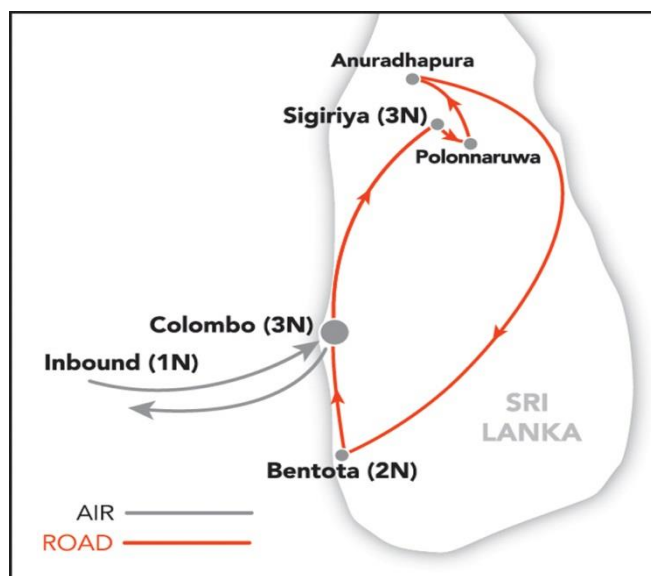 Anuradhapura
Sigiriya (3N)
Polonnaruwa
Colombo (3N)
Inbound (1N)
SRI
LANKA
Bentota (2N)
AIR
ROAD